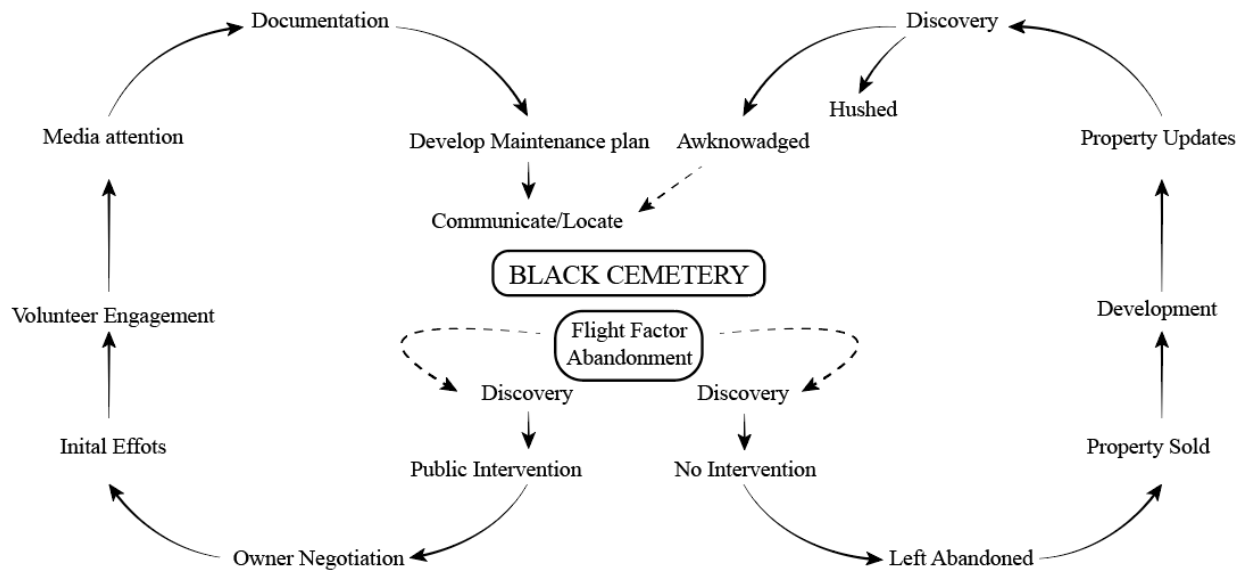 Documentation
Discovery
Hushed
Media attention
Develop Maintenance plan
Awknowadged
Property Updates
Communicate/Locate
BLACK CEMETERY
Volunteer Engagement
Flight Factor
Abandonment
Development
Discovery
Discovery
Inital Effots
Public Intervention
No Intervention
Property Sold
Owner Negotiation
Left Abandoned